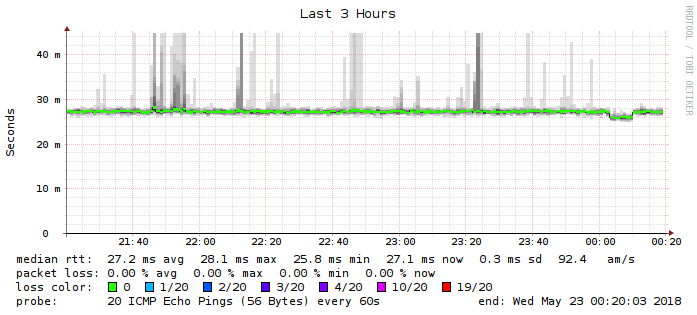 Last 3 Hours
RRDTOOL / TOBI OETIKER
Seconds
40 m
30 m
20 m
10 m
0
21:40 22:00 22:20 22:40 23:00 23:20 23:40 00:00 00:20
median rtt: 27.2 ms avg 28.1 ms max 25.8 ms min 27.1 ms now 0.3 ms sd 92.4 am/s
packet loss: 0.00 % avg 0.00 % max 0.00 % min 0.00 % now
loss color: 0 1/20 2/20 3/20 4/20 10/20 19/20
probe: 20 ICMP Echo Pings (56 Bytes) every 60s end: Wed May 23 00:20:03 2018